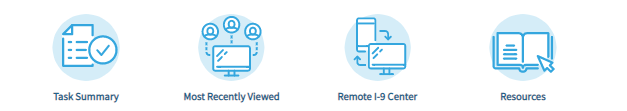 Task Summary
Most Recently Viewed
Remote I-9 Center
Resources